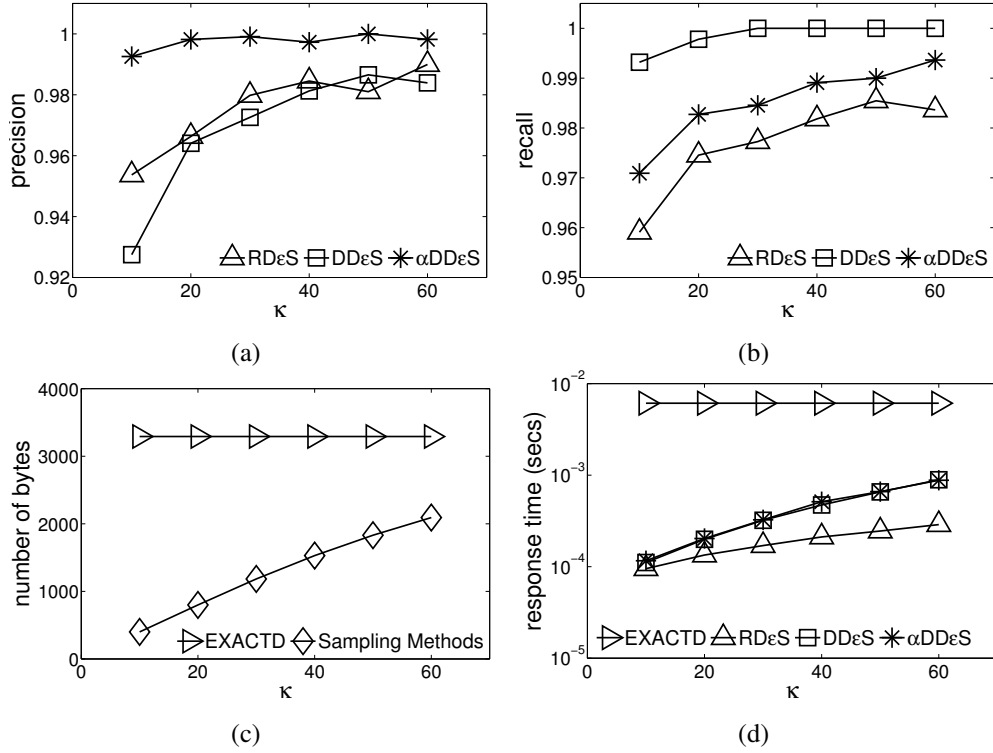 1
0.98
0.96
0.94
0.92
precision
RDεS DDεS αDDεS
0 20 40 60
κ
(a)
1
0.99
0.98
0.97
0.96
0.95
recall
RDεS DDεS αDDεS
0 20 40 60
κ
(b)
4000
3000
2000
1000
0
number of bytes
EXACTD Sampling Methods
0 20 40 60
κ
(c)
10⁻²
10⁻³
10⁻⁴
10⁻⁵
response time (secs)
EXACTD RDεS DDεS αDDεS
0 20 40 60
κ
(d)